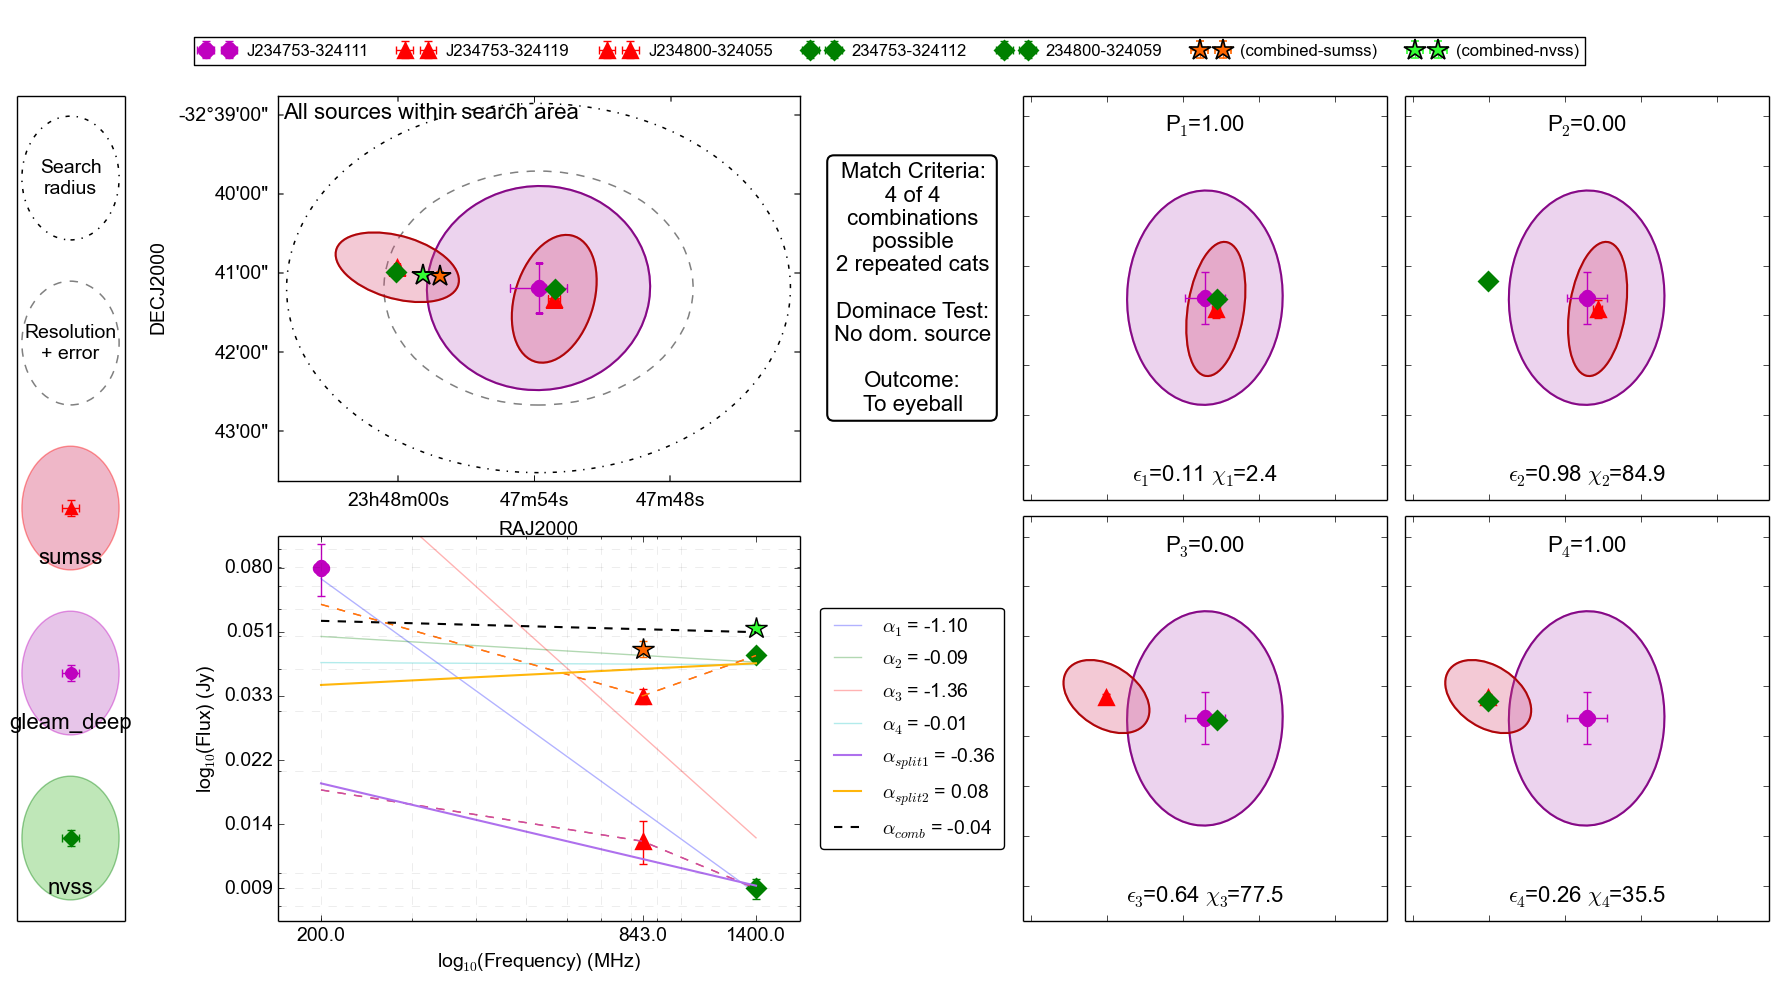 J234753-324111 J234753-324119 J234800-324055 234753-324112 234800-324059 (combined-sumss) (combined-nvss)
Search
radius
Resolution
+ error
sumss
gleam_deep
nvss
All sources within search area
DECJ2000
-32°39'00"
40'00"
41'00"
42'00"
43'00"
23h48m00s 47m54s 47m48s
RAJ2000
Match Criteria:
4 of 4
combinations
possible
2 repeated cats
Dominace Test:
No dom. source
Outcome:
To eyeball
P1=1.00
ϵ1=0.11 χ1=2.4
P2=0.00
ϵ2=0.98 χ2=84.9
log10(Flux) (Jy)
0.080
0.051
0.033
0.022
0.014
0.009
200.0 843.0 1400.0
log10(Frequency) (MHz)
α1 = -1.10
α2 = -0.09
α3 = -1.36
α4 = -0.01
αsplit1 = -0.36
αsplit2 = 0.08
αcomb = -0.04
P3=0.00
ϵ3=0.64 χ3=77.5
P4=1.00
ϵ4=0.26 χ4=35.5